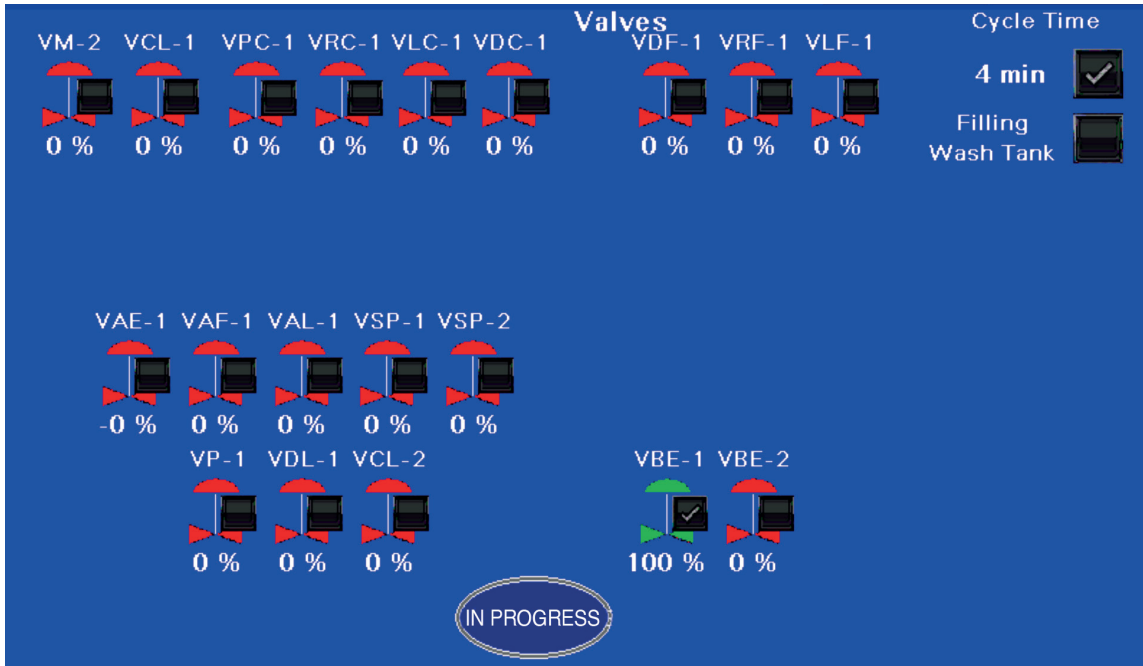 Valves
Cycle Time
VM-2 VCL-1 VPC-1 VRC-1 VLC-1 VDC-1 VDF-1 VRF-1 VLF-1
4 min
0 % 0 % 0 % 0 % 0 % 0 % 0 % 0 % 0 %
Filling
Wash Tank
VAE-1 VAF-1 VAL-1 VSP-1 VSP-2
-0 % 0 % 0 % 0 % 0 %
VP-1 VDL-1 VCL-2 VBE-1 VBE-2
0 % 0 % 0 % 100 % 0 %
IN PROGRESS